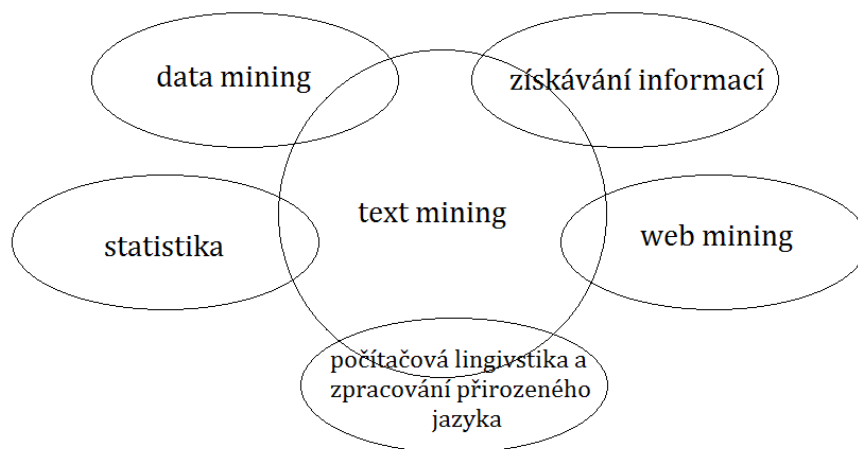 data mining
získávání informací
text mining
statistika
web mining
počítačová lingivstika a
zpracování přirozeného
jazyka